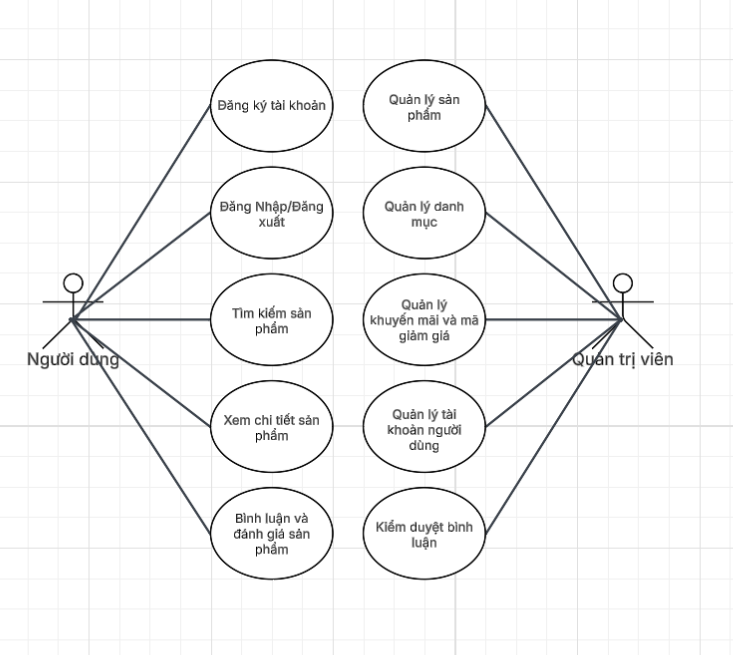 Đăng ký tài khoản
Quản lý sản
phẩm
Đăng Nhập/Đăng
xuất
Quản lý danh
mục
Tìm kiếm sản
phẩm
Quản lý
khuyến mãi và mã
giảm giá
Người dùng
Quản trị viên
Xem chi tiết sản
phẩm
Quản lý tài
khoản người
dùng
Bình luận và
đánh giá sản
phẩm
Kiểm duyệt bình
luận